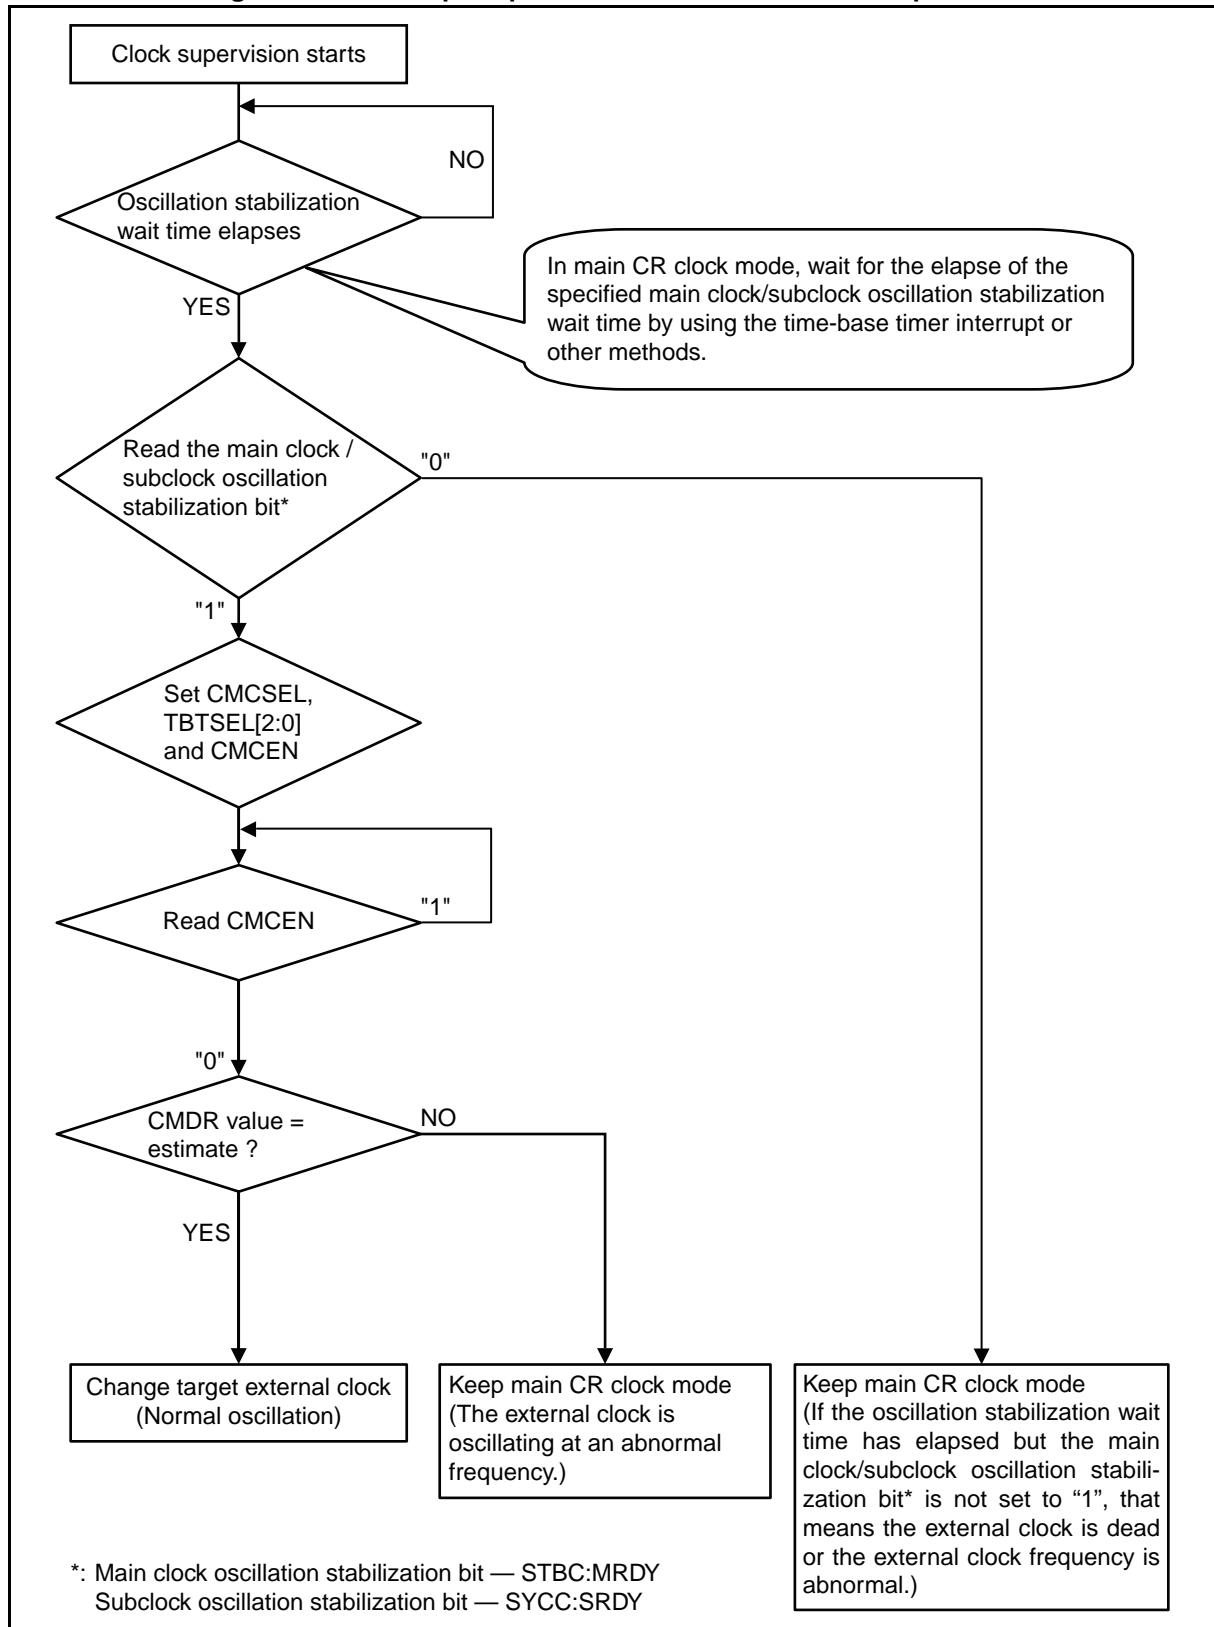 Clock supervision starts
NO
Oscillation stabilization
wait time elapses
In main CR clock mode, wait for the elapse of the
specified main clock/subclock oscillation stabilization
wait time by using the time-base timer interrupt or
other methods.
YES
Read the main clock /
subclock oscillation
stabilization bit*
"0"
"1"
Set CMCSEL,
TBTSEL[2:0]
and CMCEN
Read CMCEN
"1"
"0"
CMDR value =
estimate ?
NO
YES
Change target external clock
(Normal oscillation)
Keep main CR clock mode
(The external clock is
oscillating at an abnormal
frequency.)
Keep main CR clock mode
(If the oscillation stabilization wait
time has elapsed but the main
clock/subclock oscillation stabili-
zation bit* is not set to “1”, that
means the external clock is dead
or the external clock frequency is
abnormal.)
*: Main clock oscillation stabilization bit — STBC:MRDY
Subclock oscillation stabilization bit — SYCC:SRDY